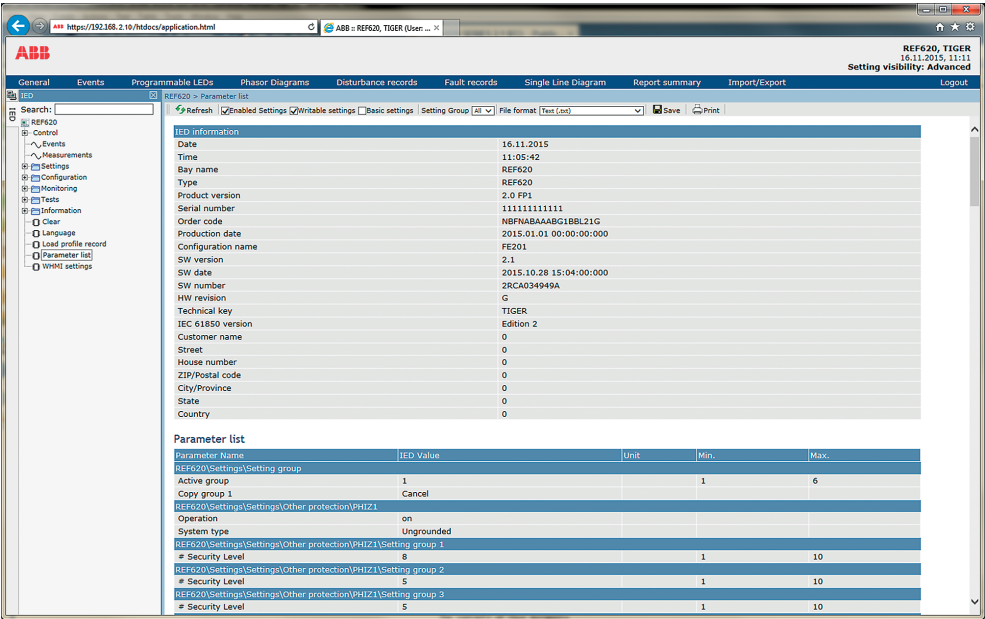 ABB https://192.168.2.10/htdocs/application.html
ABB :: REF620, TIGER (User: ...
ABB
REF620, TIGER
16.11.2015, 11:11
Setting visibility: Advanced
General Events Programmable LEDs Phasor Diagrams Disturbance records Fault records Single Line Diagram Report summary Import/Export Logout
IED
REF620 > Parameter list
IED
Search:
Refresh Enabled Settings Writable settings Basic settings Setting Group All File format Text (.txt) Save Print
REF620
Control
Events
Measurements
Settings
Configuration
Monitoring
Tests
Information
Clear
Language
Load profile record
Parameter list
WHMI settings
IED information
Date 16.11.2015
Time 11:05:42
Bay name REF620
Type REF620
Product version 2.0 FP1
Serial number 111111111111
Order code NBFNABAAABG1BBL21G
Production date 2015.01.01 00:00:00:000
Configuration name FE201
SW version 2.1
SW date 2015.10.28 15:04:00:000
SW number 2RCA034949A
HW revision G
Technical key TIGER
IEC 61850 version Edition 2
Customer name 0
Street 0
House number 0
ZIP/Postal code 0
City/Province 0
State 0
Country 0
Parameter list
Parameter Name IED Value Unit Min. Max.
REF620\Settings\Setting group
Active group 1 1 6
Copy group 1 Cancel
REF620\Settings\Settings\Other protection\PHIZ1
Operation on
System type Ungrounded
REF620\Settings\Settings\Other protection\PHIZ1\Setting group 1
# Security Level 8 1 10
REF620\Settings\Settings\Other protection\PHIZ1\Setting group 2
# Security Level 5 1 10
REF620\Settings\Settings\Other protection\PHIZ1\Setting group 3
# Security Level 5 1 10